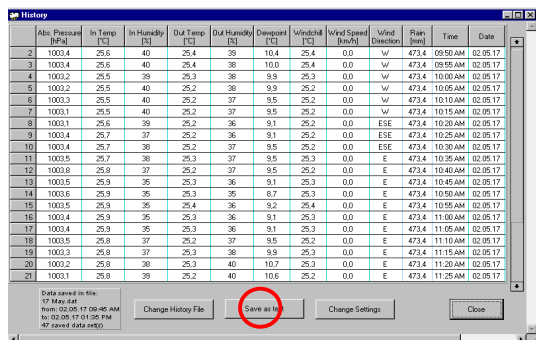 History
Abs. Pressure [hPa] In Temp [°C] In Humidity [%] Out Temp [°C] Out Humidity [%] Dewpoint [°C] Windchill [°C] Wind Speed [km/h] Wind Direction Rain [mm] Time Date
2 1003,4 25,6 40 25,4 39 10,4 25,4 0,0 W 473,4 09:50 AM 02.05.17
3 1003,4 25,6 40 25,4 38 10,0 25,4 0,0 W 473,4 09:55 AM 02.05.17
4 1003,2 25,5 39 25,3 38 9,9 25,3 0,0 W 473,4 10:00 AM 02.05.17
5 1003,2 25,5 40 25,2 38 9,9 25,2 0,0 W 473,4 10:05 AM 02.05.17
6 1003,3 25,5 40 25,2 37 9,5 25,2 0,0 W 473,4 10:10 AM 02.05.17
7 1003,2 25,5 40 25,2 37 9,5 25,2 0,0 W 473,4 10:15 AM 02.05.17
8 1003,1 25,6 39 25,2 36 9,1 25,2 0,0 ESE 473,4 10:20 AM 02.05.17
9 1003,4 25,7 37 25,2 36 9,1 25,2 0,0 ESE 473,4 10:25 AM 02.05.17
10 1003,4 25,7 38 25,2 37 9,5 25,2 0,0 ESE 473,4 10:30 AM 02.05.17
11 1003,5 25,7 38 25,3 37 9,5 25,3 0,0 E 473,4 10:35 AM 02.05.17
12 1003,8 25,8 37 25,2 37 9,5 25,2 0,0 E 473,4 10:40 AM 02.05.17
13 1003,5 25,9 35 25,3 36 9,1 25,3 0,0 E 473,4 10:45 AM 02.05.17
14 1003,6 25,9 35 25,3 35 8,7 25,3 0,0 E 473,4 10:50 AM 02.05.17
15 1003,5 25,9 35 25,4 36 9,2 25,4 0,0 E 473,4 10:55 AM 02.05.17
16 1003,4 25,9 35 25,3 36 9,1 25,3 0,0 E 473,4 11:00 AM 02.05.17
17 1003,4 25,9 35 25,3 36 9,1 25,3 0,0 E 473,4 11:05 AM 02.05.17
18 1003,5 25,8 37 25,2 37 9,5 25,2 0,0 E 473,4 11:10 AM 02.05.17
19 1003,5 25,8 37 25,3 38 9,9 25,3 0,0 E 473,4 11:15 AM 02.05.17
20 1003,2 25,8 38 25,3 40 10,7 25,3 0,0 E 473,4 11:20 AM 02.05.17
21 1003,1 25,8 39 25,2 40 10,6 25,2 0,0 E 473,4 11:25 AM 02.05.17
Data saved in file:
17 May.dat
from: 02.05.17 09:45 AM
to: 02.05.17 01:35 PM
47 saved data set(s)
Change History File Save as text Change Settings Close